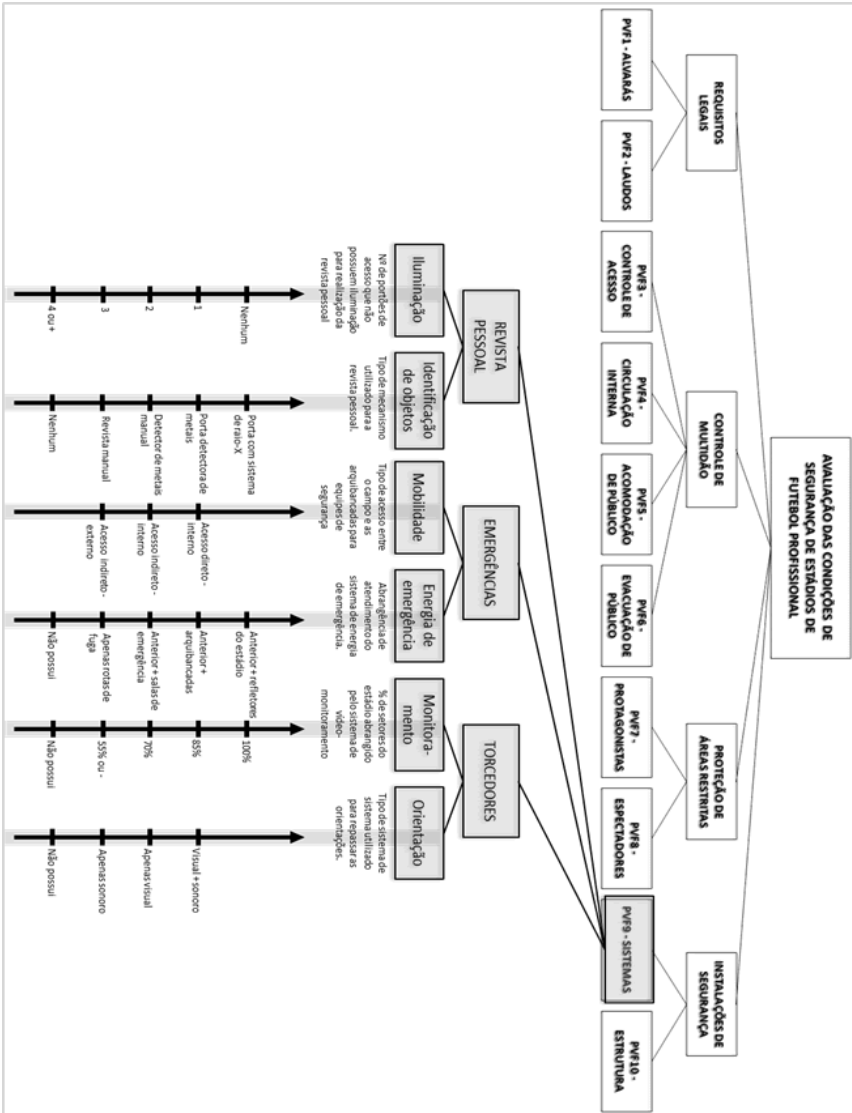 AVALIAÇÃO DAS CONDIÇÕES DE
SEGURANÇA DE ESTÁDIOS DE
FUTEBOL PROFISSIONAL
REQUISITOS
LEGAIS
CONTROLE DE
MULTIDÃO
PROTEÇÃO DE
ÁREAS RESTRITAS
INSTALAÇÕES DE
SEGURANÇA
PVF1 - ALVARÁS
PVF2 - LAUDOS
PVF3 -
CONTROLE DE
ACESSO
PVF4 -
CIRCULAÇÃO
INTERNA
PVF5 -
ACOMODAÇÃO
DE PÚBLICO
PVF6 -
EVACUAÇÃO DE
PÚBLICO
PVF7 -
PROTAGONISTAS
PVF8 -
ESPECTADORES
PVF9 - SISTEMAS
PVF10 -
ESTRUTURA
REVISTA
PESSOAL
EMERGÊNCIAS
TORCEDORES
Iluminação
Nº de portões de
acesso que não
possuem iluminação
para realização da
revista pessoal
Nenhum
1
2
3
4 ou +
Identificação
de objetos
Tipo de mecanismo
utilizado para a
revista pessoal.
Porta com sistema
de raio-X
Porta detectora de
metais
Detector de metais
manual
Revista manual
Nenhum
Mobilidade
Tipo de acesso entre
o campo e as
arquibancadas para
equipes de
segurança
Acesso direto -
interno
Acesso indireto -
interno
Acesso indireto -
externo
Energia de
emergência
Abrangência de
atendimento do
sistema de energia
de emergência.
Anterior + refletores
do estádio
Anterior +
arquibancadas
Anterior + salas de
emergência
Apenas rotas de
fuga
Não possui
Monitora-
mento
% de setores do
estádio abrangido
pelo sistema de
vídeo-
monitoramento
100%
85%
70%
55% ou -
Não possui
Orientação
Tipo de sistema de
sistema utilizado
para repassar as
orientações.
Visual + sonoro
Apenas visual
Apenas sonoro
Não possui